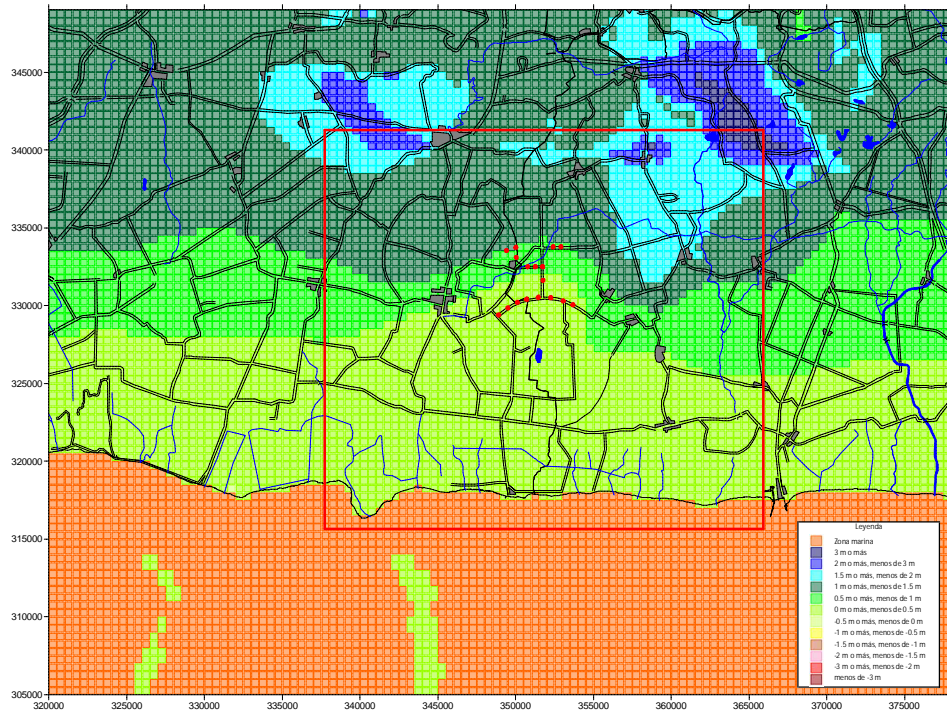 345000
340000
335000
330000
325000
320000
315000
310000
305000
320000 325000 330000 335000 340000 345000 350000 355000 360000 365000 370000 375000
Leyenda
Zona marina
3 m o más
2 m o más, menos de 3 m
1.5 m o más, menos de 2 m
1 m o más, menos de 1.5 m
0.5 m o más, menos de 1 m
0 m o más, menos de 0.5 m
-0.5 m o más, menos de 0 m
-1 m o más, menos de -0.5 m
-1.5 m o más, menos de -1 m
-2 m o más, menos de -1.5 m
-3 m o más, menos de -2 m
menos de -3 m